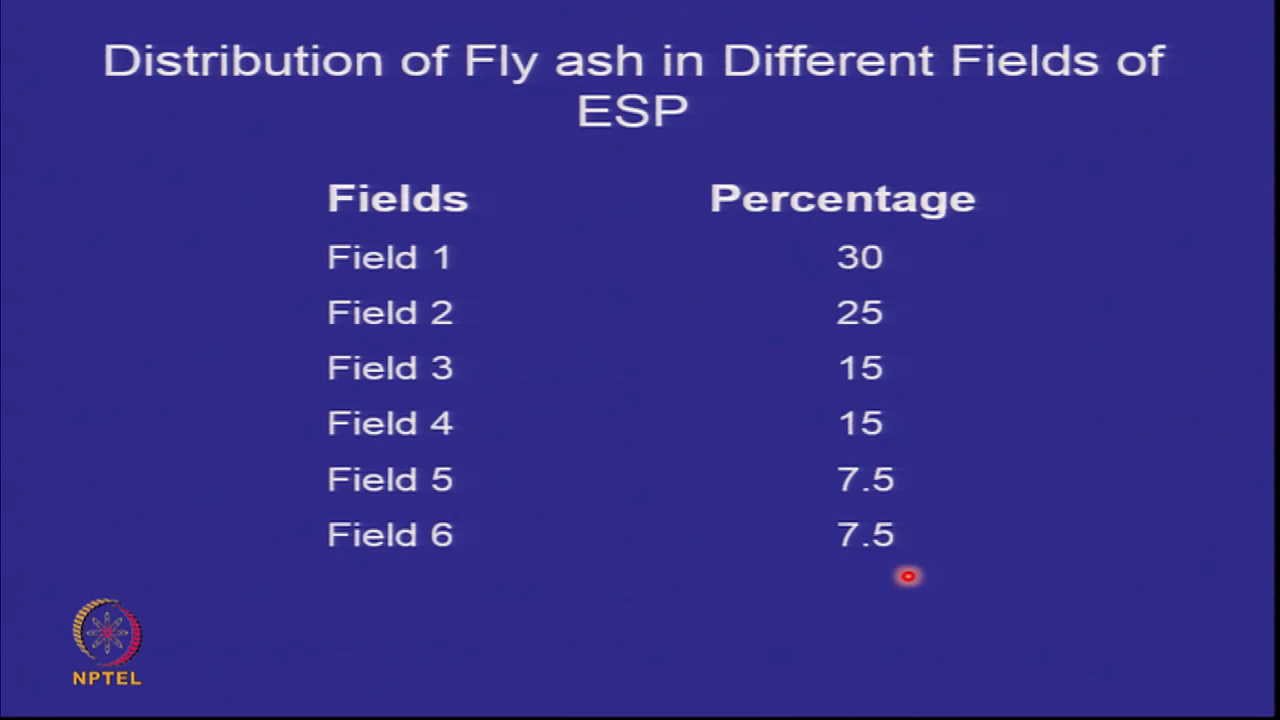 Distribution of Fly ash in Different Fields of
ESP
Fields Percentage
Field 1 30
Field 2 25
Field 3 15
Field 4 15
Field 5 7.5
Field 6 7.5
NPTEL